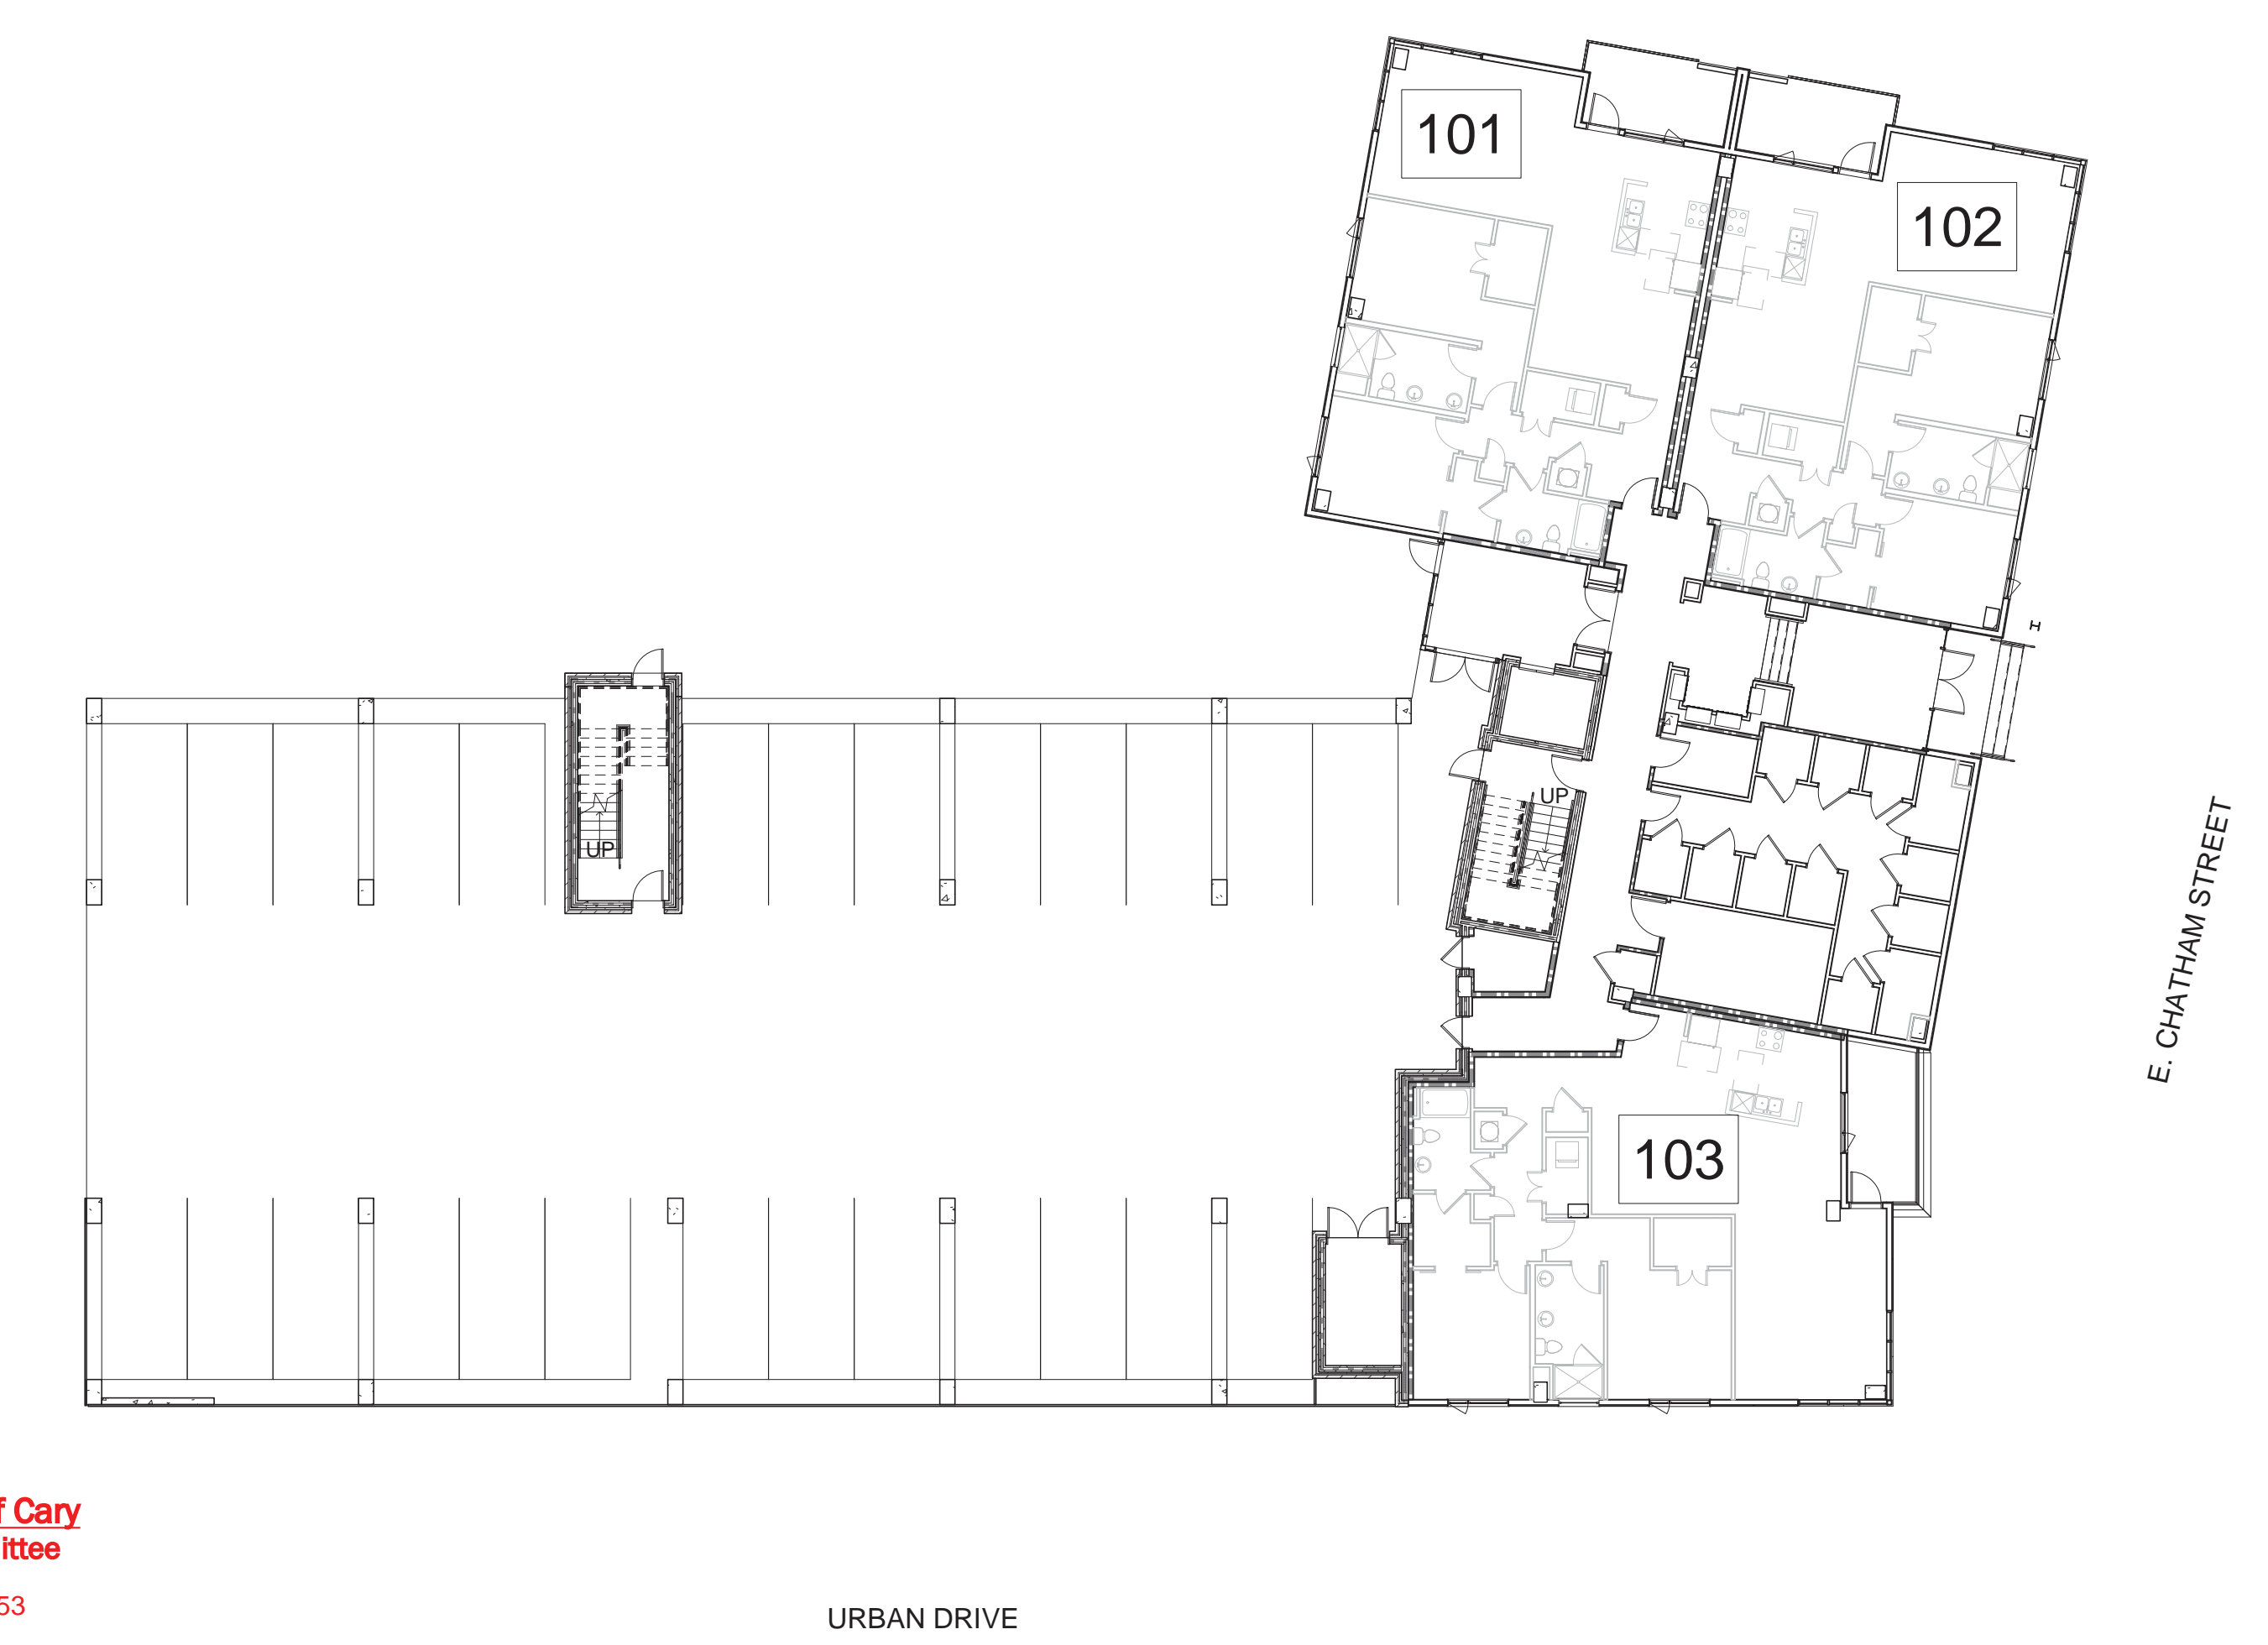 101
102
UP
UP
E. CHATHAM STREET
103
f Cary
ittee
53
URBAN DRIVE